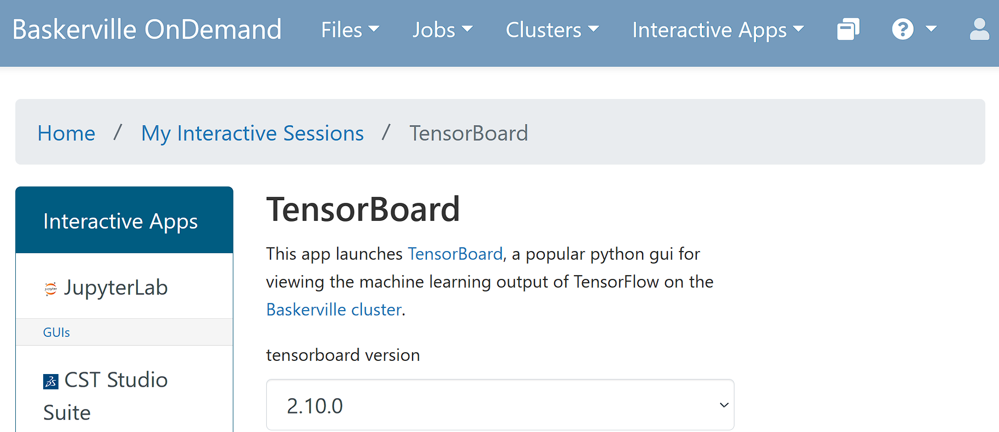 Baskerville OnDemand Files Jobs Clusters Interactive Apps
Home / My Interactive Sessions / TensorBoard
Interactive Apps
JupyterLab
GUIs
CST Studio
Suite
TensorBoard
This app launches TensorBoard, a popular python gui for
viewing the machine learning output of TensorFlow on the
Baskerville cluster.
tensorboard version
2.10.0